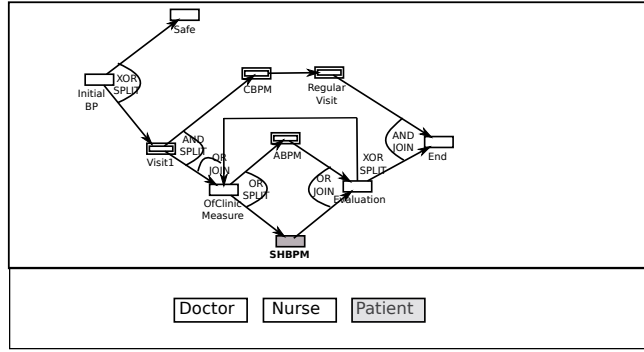 Safe
XOR
SPLIT
Initial
BP
CBPM
Regular
Visit
AND
SPLIT
Visit1
OR
JOIN
ABPM
AND
JOIN
End
XOR
SPLIT
OR
SPLIT
OR
JOIN
OfClinic
Measure
Evaluation
SHBPM
Doctor
Nurse
Patient